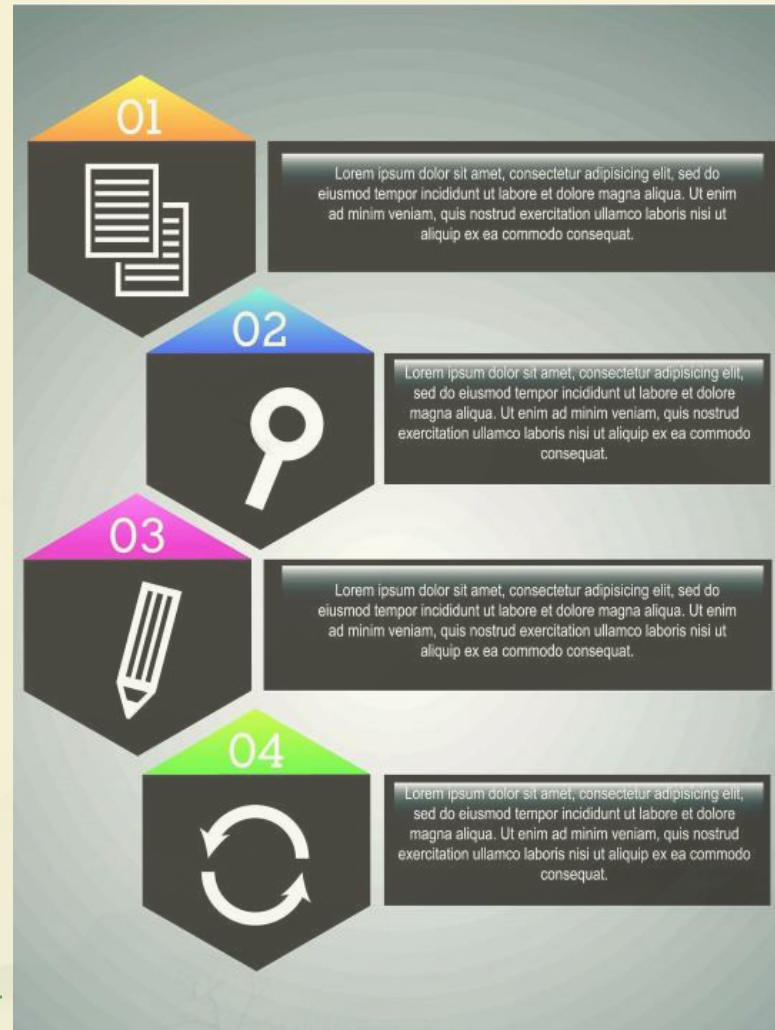 01
Lorem ipsum dolor sit amet, consectetur adipisicing elit, sed do
eiusmod tempor incididunt ut labore et dolore magna aliqua. Ut enim
ad minim veniam, quis nostrud exercitation ullamco laboris nisi ut
aliquip ex ea commodo consequat.
02
Lorem ipsum dolor sit amet, consectetur adipisicing elit,
sed do eiusmod tempor incididunt ut labore et dolore
magna aliqua. Ut enim ad minim veniam, quis nostrud
exercitation ullamco laboris nisi ut aliquip ex ea commodo
consequat.
03
Lorem ipsum dolor sit amet, consectetur adipisicing elit, sed do
eiusmod tempor incididunt ut labore et dolore magna aliqua. Ut enim
ad minim veniam, quis nostrud exercitation ullamco laboris nisi ut
aliquip ex ea commodo consequat.
04
Lorem ipsum dolor sit amet, consectetur adipisicing elit,
sed do eiusmod tempor incididunt ut labore et dolore
magna aliqua. Ut enim ad minim veniam, quis nostrud
exercitation ullamco laboris nisi ut aliquip ex ea commodo
consequat.